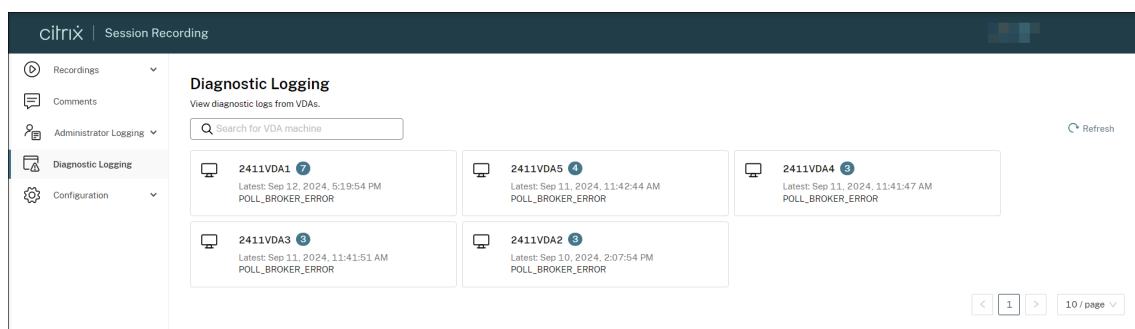 citrix | Session Recording
Recordings
Comments
Administrator Logging
Diagnostic Logging
Configuration
Diagnostic Logging
View diagnostic logs from VDAs.
Search for VDA machine
Refresh
2411VDA1 7
Latest: Sep 12, 2024, 5:19:54 PM
POLL_BROKER_ERROR
2411VDA5 4
Latest: Sep 11, 2024, 11:42:44 AM
POLL_BROKER_ERROR
2411VDA4 3
Latest: Sep 11, 2024, 11:41:47 AM
POLL_BROKER_ERROR
2411VDA3 3
Latest: Sep 11, 2024, 11:41:51 AM
POLL_BROKER_ERROR
2411VDA2 3
Latest: Sep 10, 2024, 2:07:54 PM
POLL_BROKER_ERROR
< 1 > 10 / page